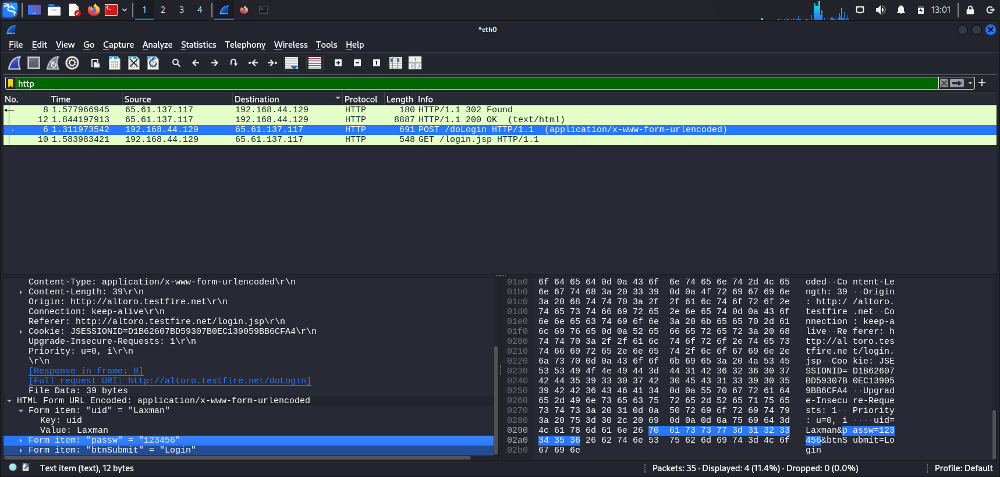 1 2 3 4 13:01
*eth0
File Edit View Go Capture Analyze Statistics Telephony Wireless Tools Help
http
No. Time Source Destination Protocol Length Info
8 1.577966945 65.61.137.117 192.168.44.129 HTTP 180 HTTP/1.1 302 Found
12 1.844197913 65.61.137.117 192.168.44.129 HTTP 8887 HTTP/1.1 200 OK (text/html)
6 1.311973542 192.168.44.129 65.61.137.117 HTTP 691 POST /doLogin HTTP/1.1 (application/x-www-form-urlencoded)
10 1.583983421 192.168.44.129 65.61.137.117 HTTP 548 GET /login.jsp HTTP/1.1
Content-Type: application/x-www-form-urlencoded\r\n
Content-Length: 39\r\n
Origin: http://altoro.testfire.net\r\n
Connection: keep-alive\r\n
Referer: http://altoro.testfire.net/login.jsp\r\n
Cookie: JSESSIONID=D1B62607BD59307B0EC139059BB6CFA4\r\n
Upgrade-Insecure-Requests: 1\r\n
Priority: u=0, i\r\n
\r\n
[Response in frame: 8]
[Full request URI: http://altoro.testfire.net/doLogin]
File Data: 39 bytes
HTML Form URL Encoded: application/x-www-form-urlencoded
Form item: "uid" = "Laxman"
Key: uid
Value: Laxman
Form item: "passw" = "123456"
Form item: "btnSubmit" = "Login"
01a0 6f 64 65 64 0d 0a 43 6f 6e 74 65 6e 74 2d 4c 65 oded··Co ntent-Le
01b0 6e 67 74 68 3a 20 33 39 0d 0a 4f 72 69 67 69 6e ngth: 39 ··Origin
01c0 3a 20 68 74 74 70 3a 2f 2f 61 6c 74 6f 72 6f 2e : http:/ /altoro.
01d0 74 65 73 74 66 69 72 65 2e 6e 65 74 0d 0a 43 6f testfire .net··Co
01e0 6e 6e 65 63 74 69 6f 6e 3a 20 6b 65 65 70 2d 61 nnection : keep-a
01f0 6c 69 76 65 0d 0a 52 65 66 65 72 65 72 3a 20 68 live··Re ferer: h
0200 74 74 70 3a 2f 2f 61 6c 74 6f 72 6f 2e 74 65 73 ttp://al toro.tes
0210 74 66 69 72 65 2e 6e 65 74 2f 6c 6f 67 69 6e 2e tfire.ne t/login.
0220 6a 73 70 0d 0a 43 6f 6f 6b 69 65 3a 20 4a 53 45 jsp··Coo kie: JSE
0230 53 53 49 4f 4e 49 44 3d 44 31 42 36 32 36 30 37 SSIONID= D1B62607
0240 42 44 35 39 33 30 37 42 30 45 43 31 33 39 30 35 BD59307B 0EC13905
0250 39 42 42 36 43 46 41 34 0d 0a 55 70 67 72 61 64 9BB6CFA4 ··Upgrad
0260 65 2d 49 6e 73 65 63 75 72 65 2d 52 65 71 75 65 e-Insecu re-Reque
0270 73 74 73 3a 20 31 0d 0a 50 72 69 6f 72 69 74 79 sts: 1·· Priority
0280 3a 20 75 3d 30 2c 20 69 0d 0a 0d 0a 75 69 64 3d : u=0, i ····uid=
0290 4c 61 78 6d 61 6e 26 70 61 73 73 77 3d 31 32 33 Laxman&p assw=123
02a0 34 35 36 26 62 74 6e 53 75 62 6d 69 74 3d 4c 6f 456&btnS ubmit=Lo
02b0 67 69 6e gin
Text item (text), 12 bytes Packets: 35 · Displayed: 4 (11.4%) · Dropped: 0 (0.0%) Profile: Default